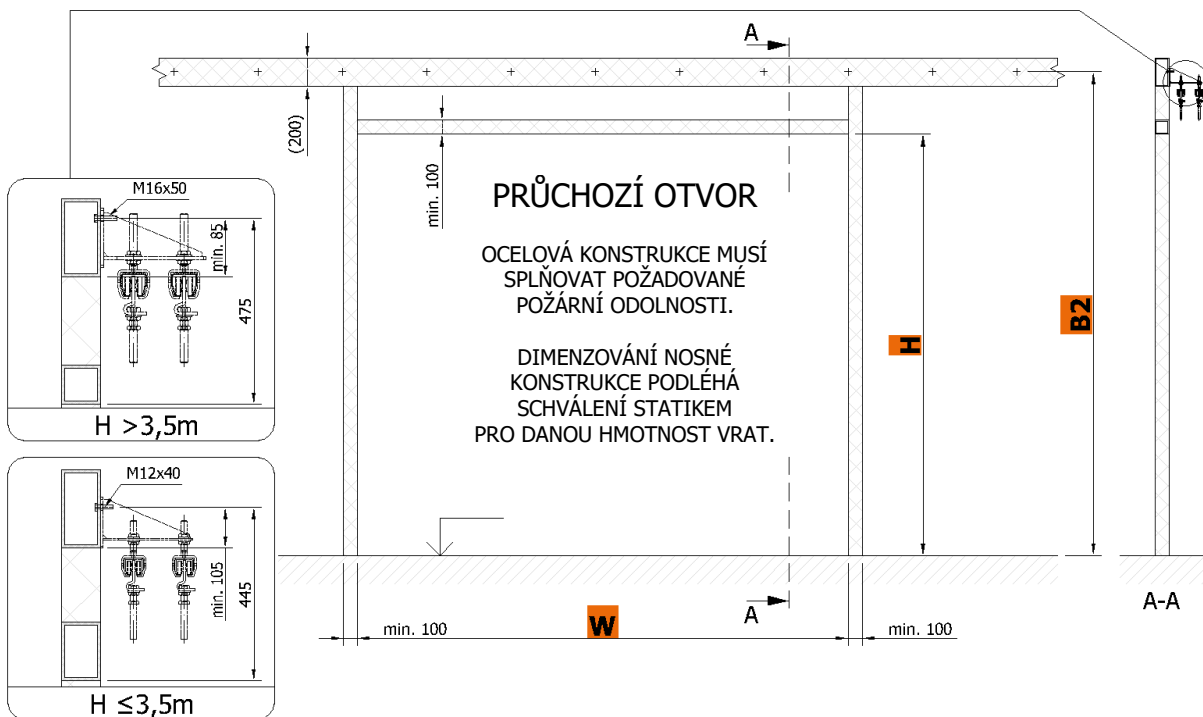 A
(200)
min. 100
PRŮCHOZÍ OTVOR
OCELOVÁ KONSTRUKCE MUSÍ
SPLŇOVAT POŽADOVANÉ
POŽÁRNÍ ODOLNOSTI.
DIMENZOVÁNÍ NOSNÉ
KONSTRUKCE PODLÉHÁ
SCHVÁLENÍ STATIKEM
PRO DANOU HMOTNOST VRAT.
H
B2
M16x50
min. 85
475
H >3,5m
M12x40
min. 105
445
H ≤3,5m
min. 100
W
A
min. 100
A-A